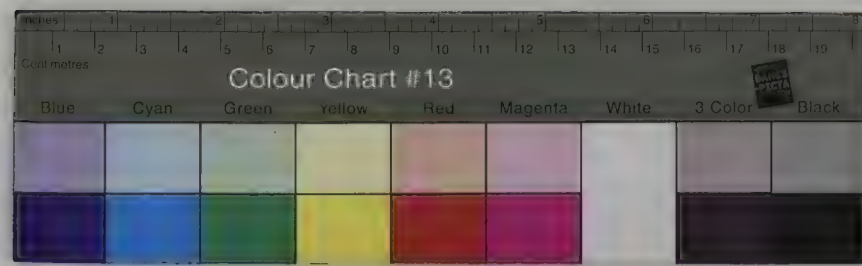 Inches 1 2 3 4 5 6 8
1 2 3 4 5 6 7 8 9 10 11 12 13 14 15 16 17 18 19
Centimetres
Colour Chart #13
Blue Cyan Green Yellow Red Magenta White 3 Color Black